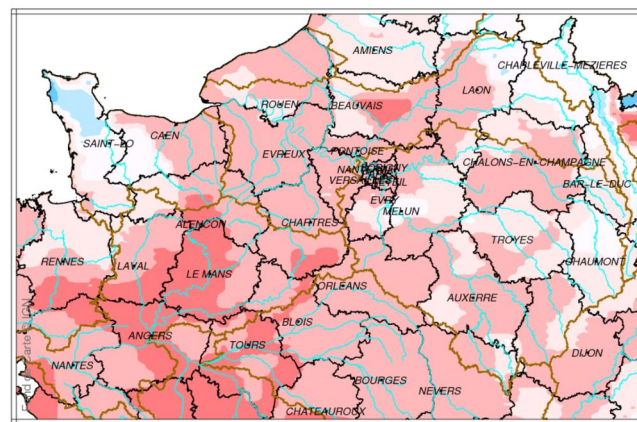 AMIENS
CHARLEVILLE-MEZIERES
LAON
ROUEN
BEAUVAIS
CAEN
SAINT-LO
EVREUX
PONTOISE
CHALONS-EN-CHAMPAGNE
BAR-LE-DUC
EVRY
MELUN
ALENCON
CHARTRES
TROYES
RENNES
LAVAL
LE MANS
CHAUMONT
ORLEANS
AUXERRE
BLOIS
ANGERS
TOURS
DIJON
NANTES
BOURGES
NEVERS
CHATEAUROUX